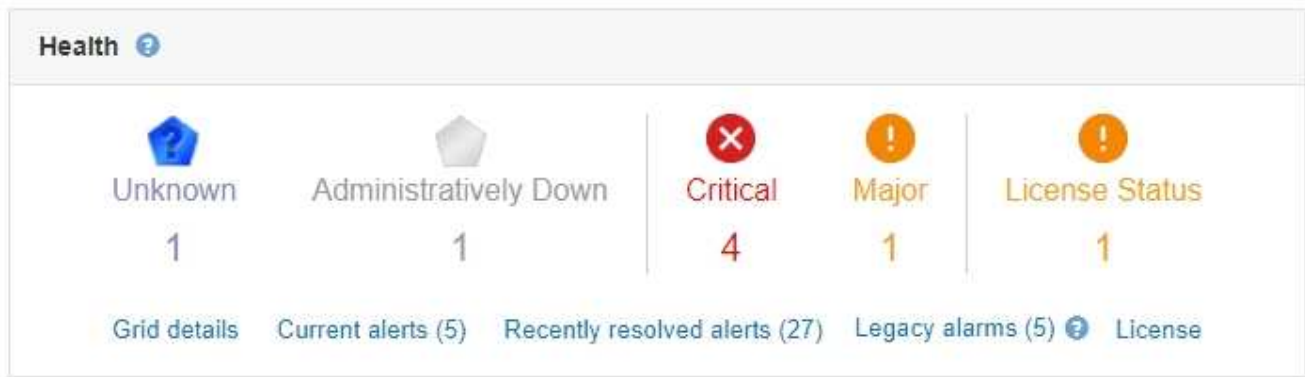 Health ?
Unknown Administratively Down Critical Major License Status
1 1 4 1 1
Grid details Current alerts (5) Recently resolved alerts (27) Legacy alarms (5) ? License